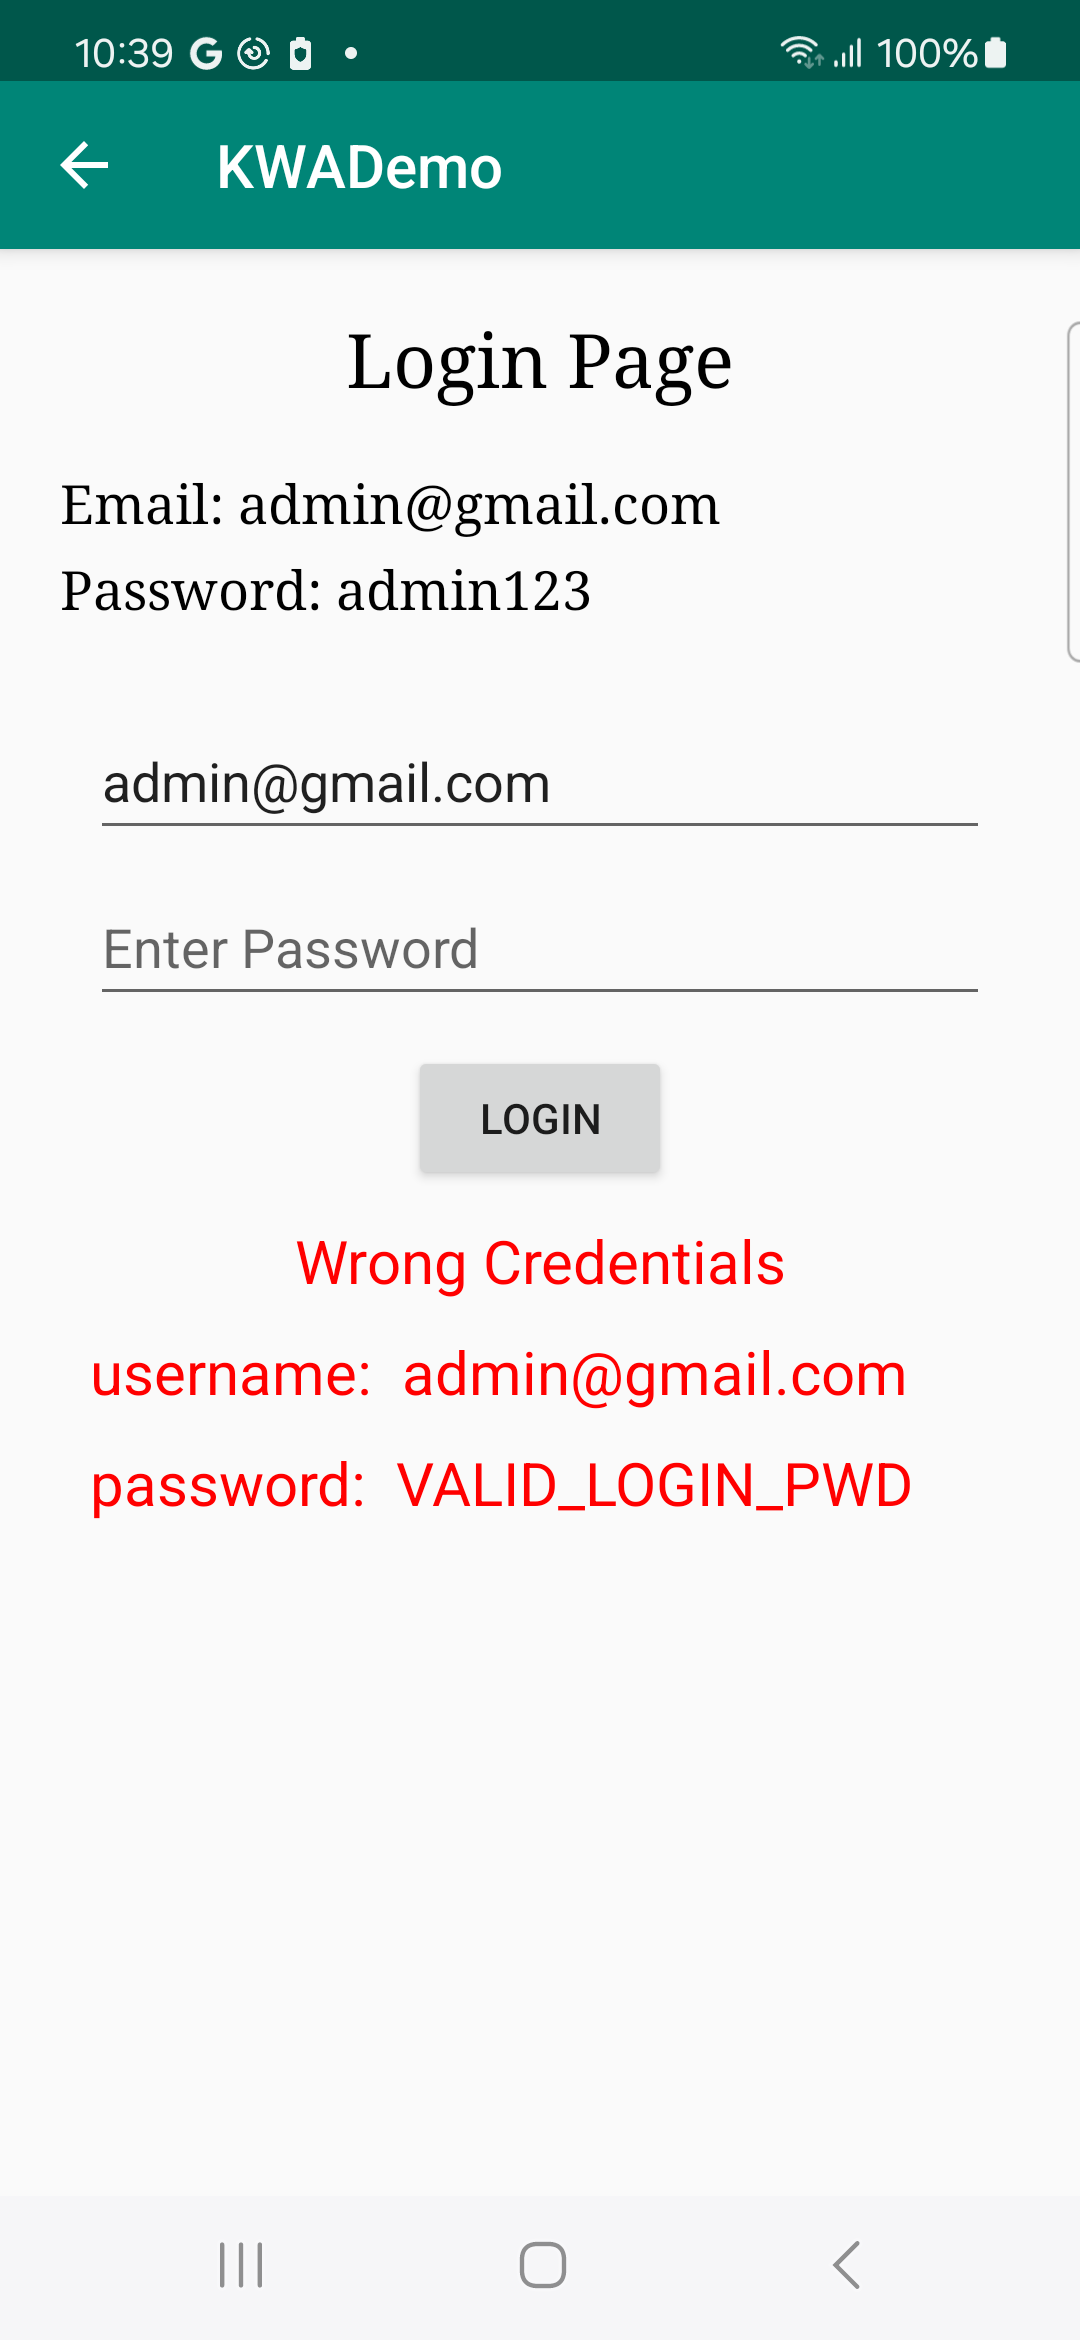 10:39 100%
KWADemo
Login Page
Email: admin@gmail.com
Password: admin123
admin@gmail.com
Enter Password
LOGIN
Wrong Credentials
username: admin@gmail.com
password: VALID_LOGIN_PWD